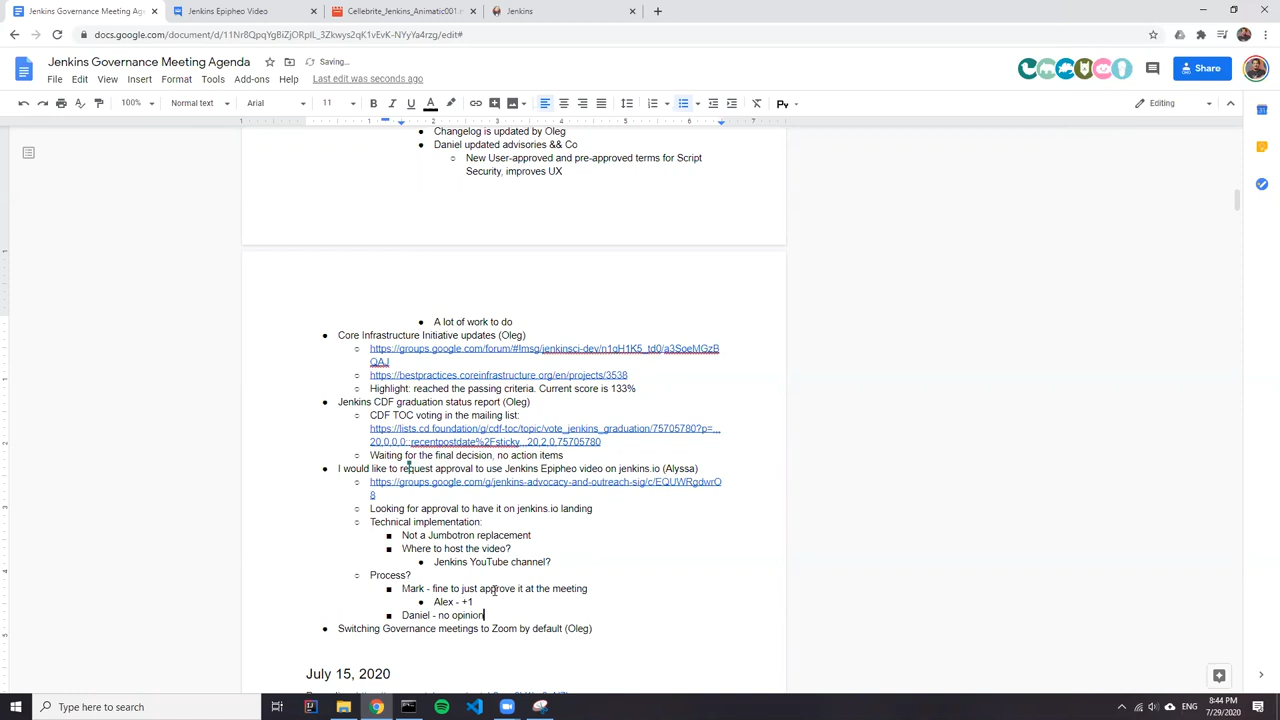 Jenkins Governance Meeting Ag
Jenkins Epipheo Video
Cellebrite_Jenkins_Animatic001.m
Jenkins
docs.google.com/document/d/11Nr8QpqYgBiZjORpIL_3Zkwys2qK1vEvK-NYyYa4rzg/edit#
Jenkins Governance Meeting Agenda
Saving...
File Edit View Insert Format Tools Add-ons Help Last edit was seconds ago
Share
100% Normal text Arial 11 B I U A Editing
1 1 2 3 4 5 6 7
Changelog is updated by Oleg
Daniel updated advisories && Co
New User-approved and pre-approved terms for Script
Security, improves UX
A lot of work to do
Core Infrastructure Initiative updates (Oleg)
https://groups.google.com/forum/#!msg/jenkinsci-dev/n1qH1K5_td0/a3SoeMGzB
QAJ
https://bestpractices.coreinfrastructure.org/en/projects/3538
Highlight: reached the passing criteria. Current score is 133%
Jenkins CDF graduation status report (Oleg)
CDF TOC voting in the mailing list:
https://lists.cd.foundation/g/cdf-toc/topic/vote_jenkins_graduation/75705780?p=,,,
20,0,0,0::recentpostdate%2Fsticky,,,20,2,0,75705780
Waiting for the final decision, no action items
I would like to request approval to use Jenkins Epipheo video on jenkins.io (Alyssa)
https://groups.google.com/g/jenkins-advocacy-and-outreach-sig/c/EQUWRgdwrO
8
Looking for approval to have it on jenkins.io landing
Technical implementation:
Not a Jumbotron replacement
Where to host the video?
Jenkins YouTube channel?
Process?
Mark - fine to just approve it at the meeting
Alex - +1
Daniel - no opinion
Switching Governance meetings to Zoom by default (Oleg)
July 15, 2020
Type here to search
ENG
8:44 PM
7/29/2020